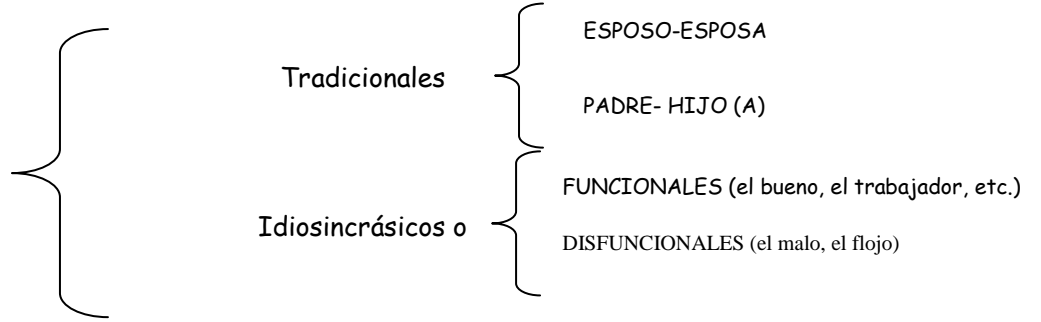 ESPOSO-ESPOSA
Tradicionales
PADRE- HIJO (A)
FUNCIONALES (el bueno, el trabajador, etc.)
Idiosincrásicos o
DISFUNCIONALES (el malo, el flojo)